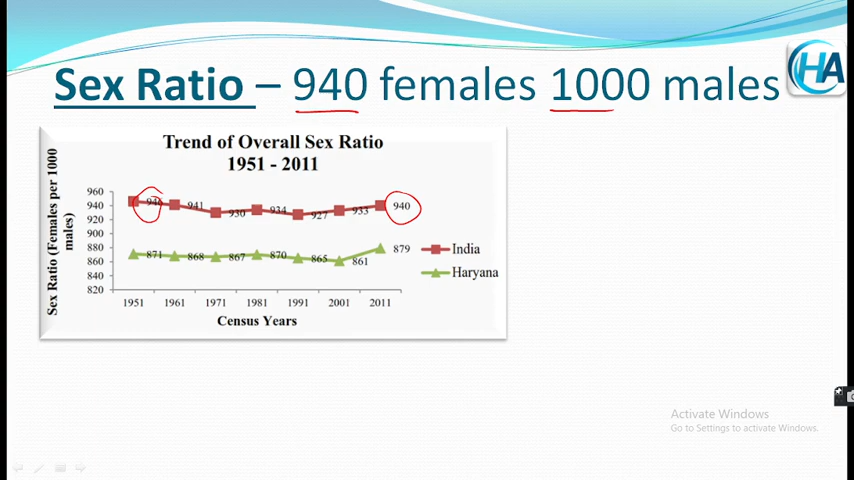 Sex Ratio – 940 females 1000 males
HA
Trend of Overall Sex Ratio
1951 - 2011
Sex Ratio (Females per 1000
males)
960
940
920
900
880
860
840
820
941
930
934
927
933
940
871
868
867
870
865
861
879
India
Haryana
1951
1961
1971
1981
1991
2001
2011
Census Years
Activate Windows
Go to Settings to activate Windows.